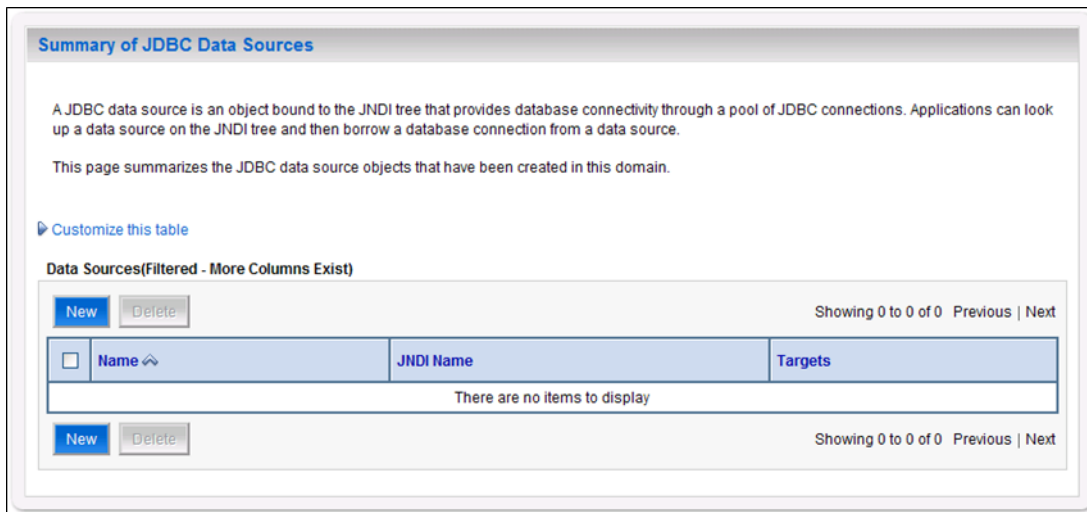 Summary of JDBC Data Sources
A JDBC data source is an object bound to the JNDI tree that provides database connectivity through a pool of JDBC connections. Applications can look
up a data source on the JNDI tree and then borrow a database connection from a data source.
This page summarizes the JDBC data source objects that have been created in this domain.
Customize this table
Data Sources(Filtered - More Columns Exist)
New Delete Showing 0 to 0 of 0 Previous | Next
Name JNDI Name Targets
There are no items to display
New Delete Showing 0 to 0 of 0 Previous | Next